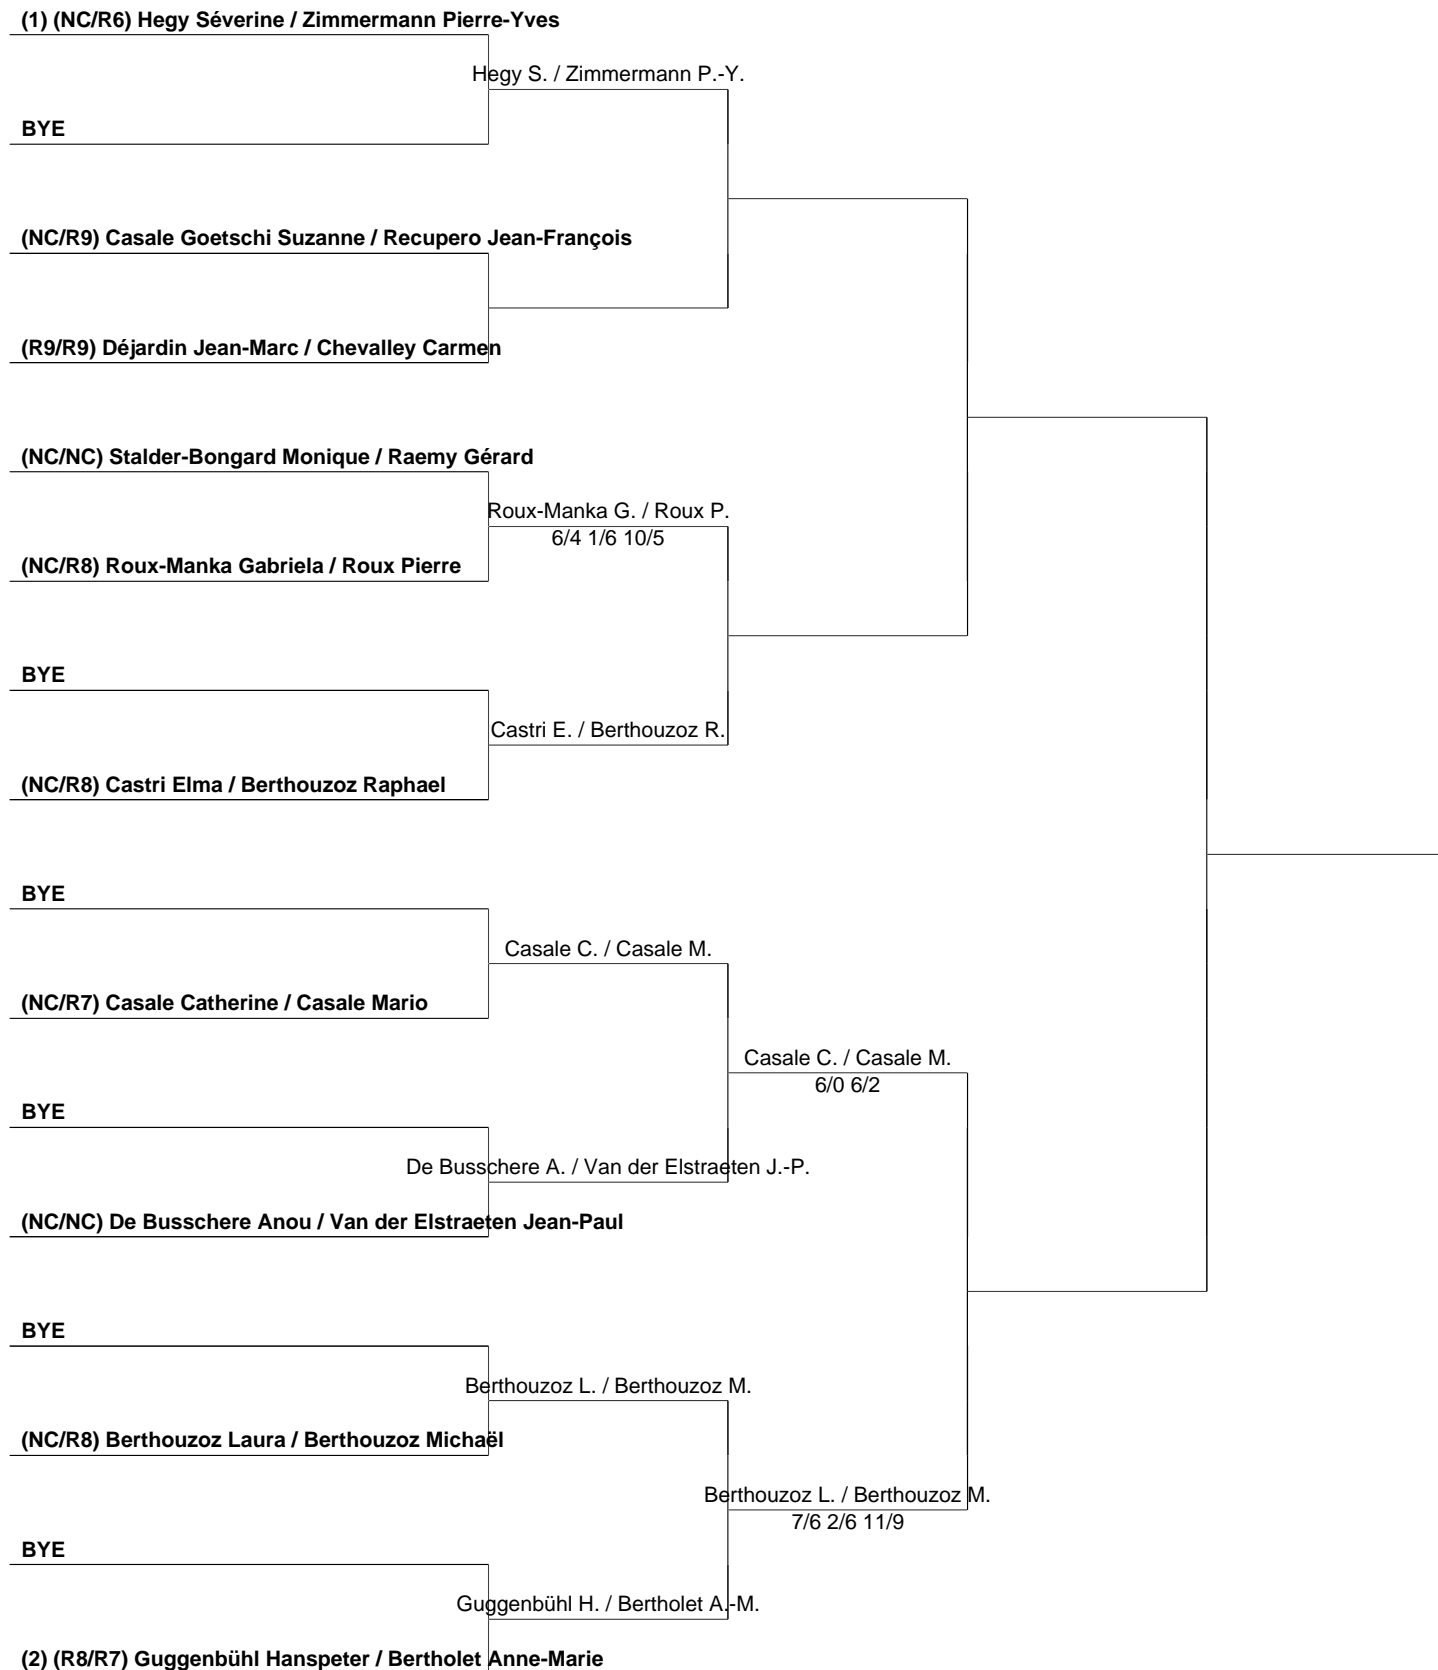 (1) (NC/R6) Hegy Séverine / Zimmermann Pierre-Yves
Hegy S. / Zimmermann P.-Y.
BYE
(NC/R9) Casale Goetschi Suzanne / Recupero Jean-François
(R9/R9) Déjardin Jean-Marc / Chevalley Carmen
(NC/NC) Stalder-Bongard Monique / Raemy Gérard
Roux-Manka G. / Roux P.
6/4 1/6 10/5
(NC/R8) Roux-Manka Gabriela / Roux Pierre
BYE
Castri E. / Berthouzoz R.
(NC/R8) Castri Elma / Berthouzoz Raphael
BYE
Casale C. / Casale M.
(NC/R7) Casale Catherine / Casale Mario
Casale C. / Casale M.
6/0 6/2
BYE
De Busschere A. / Van der Elstraeten J.-P.
(NC/NC) De Busschere Anou / Van der Elstraeten Jean-Paul
BYE
Berthouzoz L. / Berthouzoz M.
(NC/R8) Berthouzoz Laura / Berthouzoz Michaël
Berthouzoz L. / Berthouzoz M.
7/6 2/6 11/9
BYE
Guggenbühl H. / Bertholet A.-M.
(2) (R8/R7) Guggenbühl Hanspeter / Bertholet Anne-Marie